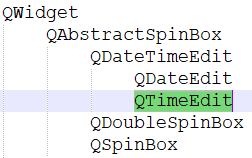 QWidget
QAbstractSpinBox
QDateTimeEdit
QDateEdit
QTimeEdit
QDoubleSpinBox
QSpinBox